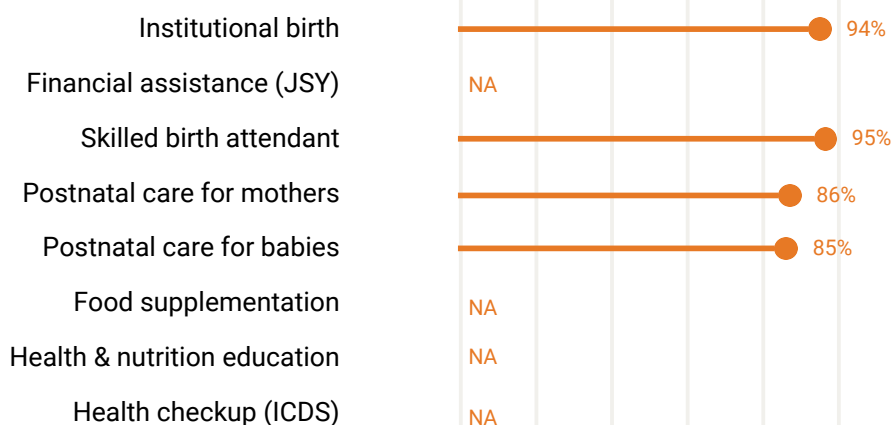 Institutional birth 94%
Financial assistance (JSY) NA
Skilled birth attendant 95%
Postnatal care for mothers 86%
Postnatal care for babies 85%
Food supplementation NA
Health & nutrition education NA
Health checkup (ICDS) NA